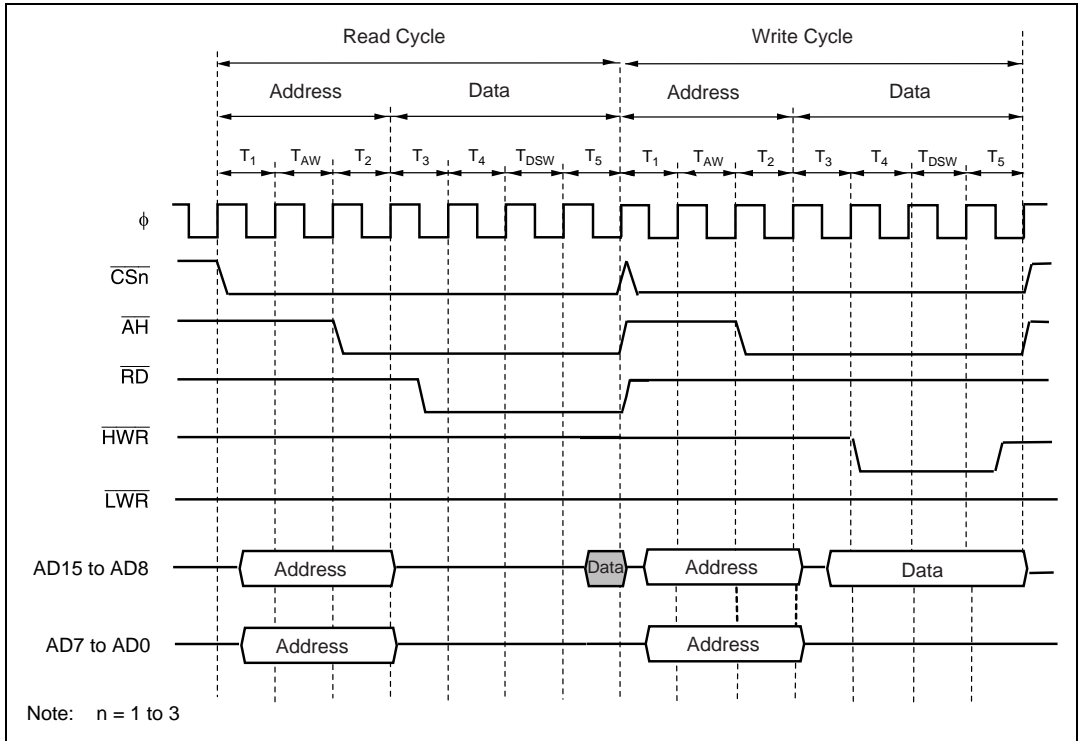 Read Cycle Write Cycle
Address Data Address Data
T1 TAW T2 T3 T4 TDSW T5 T1 TAW T2 T3 T4 TDSW T5
ϕ
CSn
AH
RD
HWR
LWR
AD15 to AD8 Address Data Address Data
AD7 to AD0 Address Address
Note: n = 1 to 3